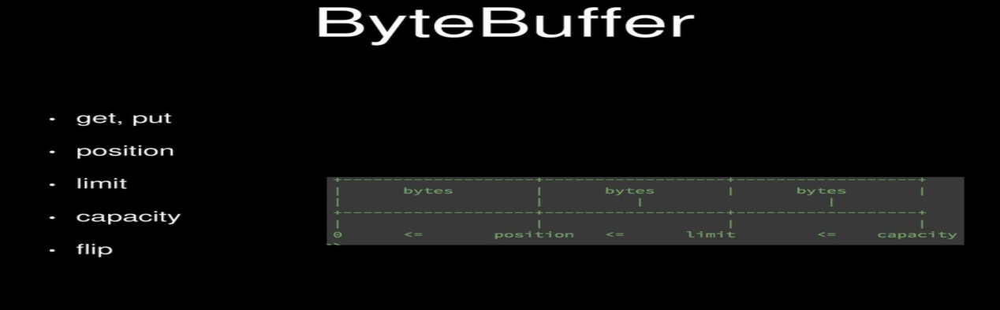 ByteBuffer
• get, put
• position
• limit
• capacity
• flip
+-------------------------+------------------------+------------------------+
| bytes | bytes | bytes |
| | | |
+-------------------------+------------------------+------------------------+
| | | |
0 <= position <= limit <= capacity